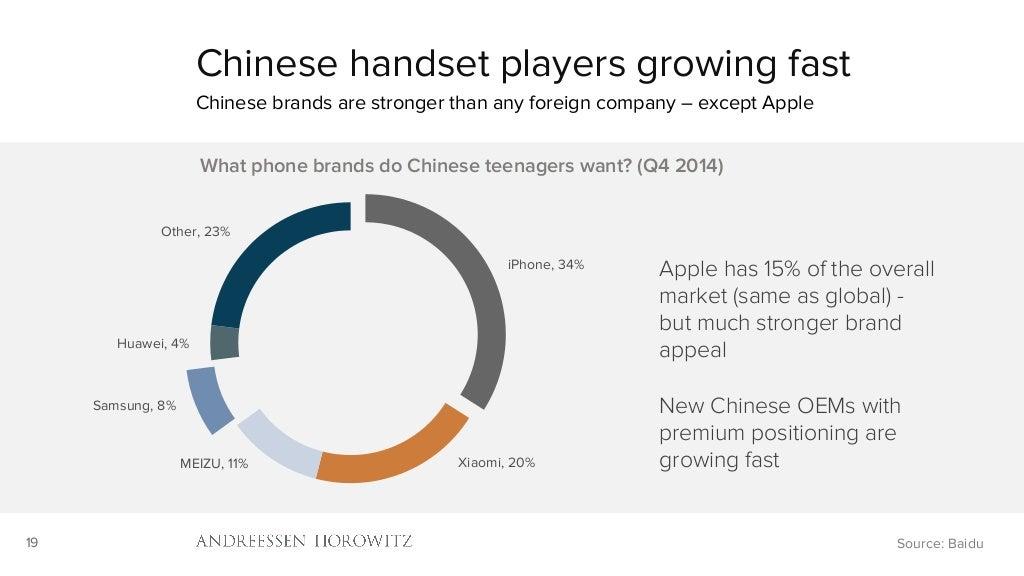 Chinese handset players growing fast
Chinese brands are stronger than any foreign company – except Apple
What phone brands do Chinese teenagers want? (Q4 2014)
Other, 23%
iPhone, 34%
Huawei, 4%
Samsung, 8%
MEIZU, 11%
Xiaomi, 20%
Apple has 15% of the overall
market (same as global) -
but much stronger brand
appeal
New Chinese OEMs with
premium positioning are
growing fast
19
ANDREESSEN HOROWITZ
Source: Baidu